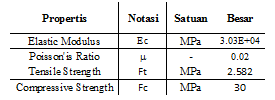 Propertis Notasi Satuan Besar
Elastic Modulus Ec MPa 3.03E+04
Poisson's Ratio μ - 0.02
Tensile Strength Ft MPa 2.582
Compressive Strength Fc MPa 30